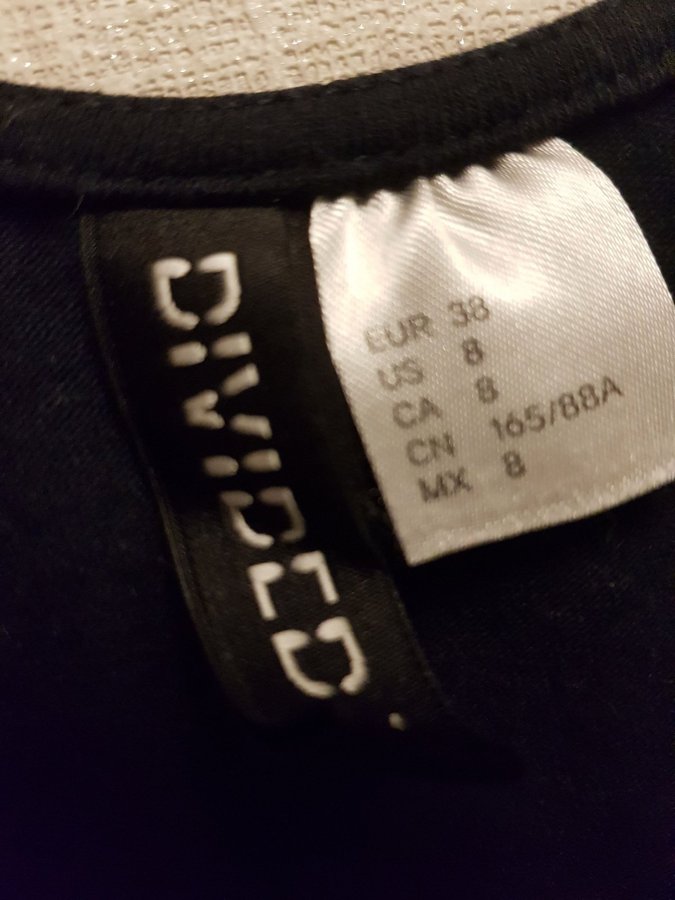 DIVIDED
EUR 38
US 8
CA 8
CN 165/88A
MX 8